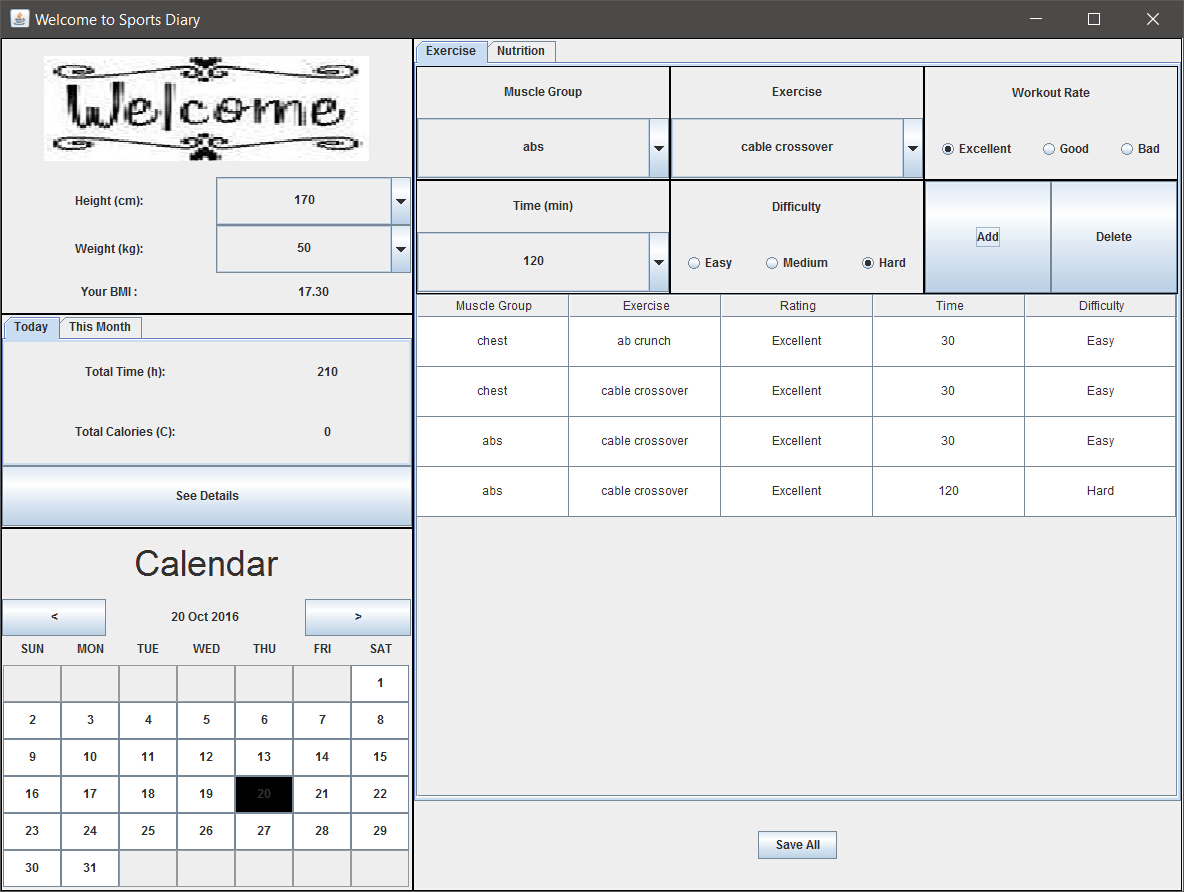 Welcome to Sports Diary
Welcome
Height (cm): 170
Weight (kg): 50
Your BMI : 17.30
Today This Month
Total Time (h): 210
Total Calories (C): 0
See Details
Calendar
< 20 Oct 2016 >
SUN MON TUE WED THU FRI SAT
1
2 3 4 5 6 7 8
9 10 11 12 13 14 15
16 17 18 19 20 21 22
23 24 25 26 27 28 29
30 31
Exercise Nutrition
Muscle Group Exercise Workout Rate
abs cable crossover Excellent Good Bad
Time (min) Difficulty
120 Easy Medium Hard
Add Delete
Muscle Group Exercise Rating Time Difficulty
chest ab crunch Excellent 30 Easy
chest cable crossover Excellent 30 Easy
abs cable crossover Excellent 30 Easy
abs cable crossover Excellent 120 Hard
Save All